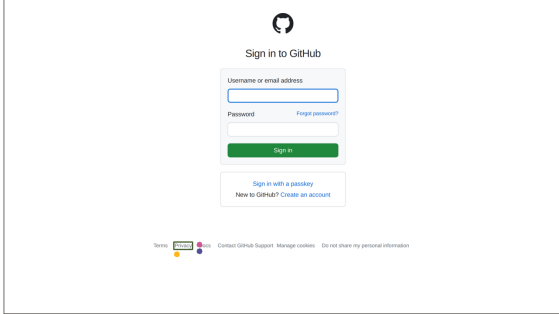 Sign in to GitHub
Username or email address
Password Forgot password?
Sign in
Sign in with a passkey
New to GitHub? Create an account
Terms Privacy Contact GitHub Support Manage cookies Do not share my personal information